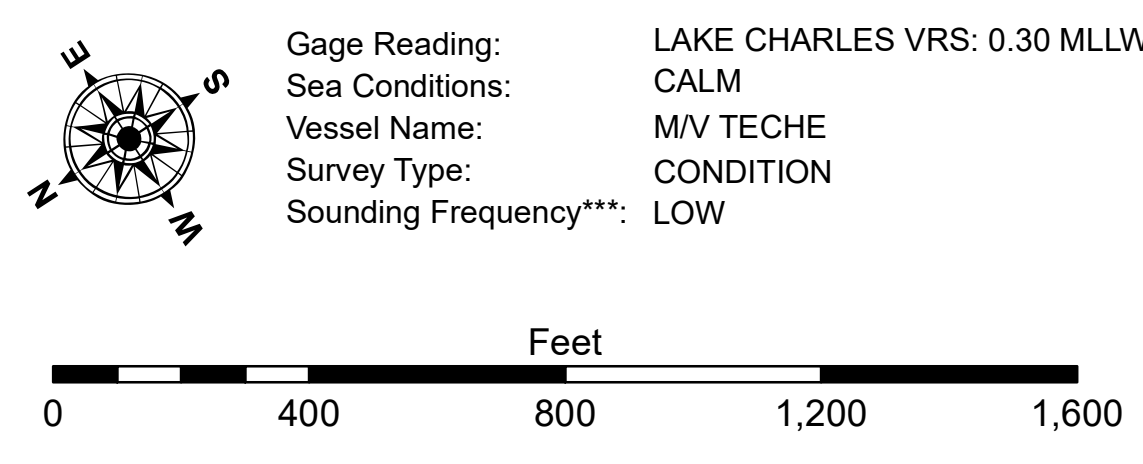 E
S
N
W
Gage Reading: LAKE CHARLES VRS: 0.30 MLLW
Sea Conditions: CALM
Vessel Name: M/V TECHE
Survey Type: CONDITION
Sounding Frequency***: LOW
Feet
0 400 800 1,200 1,600